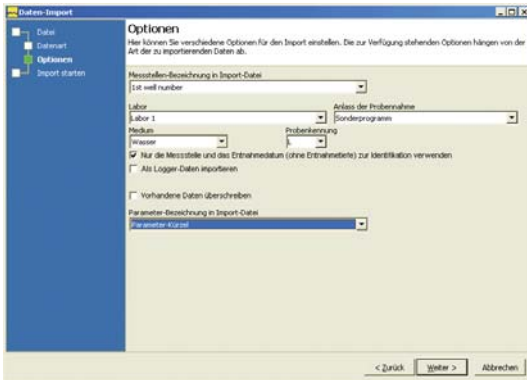 Daten-Import
Datei
Datenart
Optionen
Import starten
Optionen
Hier können Sie verschiedene Optionen für den Import einstellen. Die zur Verfügung stehenden Optionen hängen von der
Art der zu importierenden Daten ab.
Messstellen-Bezeichnung in Import-Datei
1st well number
Labor
Anlass der Probennahme
Labor 1
Sonderprogramm
Medium
Probenkennung
Wasser
L
Nur die Messstelle und das Entnahmedatum (ohne Entnahmetiefe) zur Identifikation verwenden
Als Logger-Daten importieren
Vorhandene Daten überschreiben
Parameter-Bezeichnung in Import-Datei
Parameter-Kürzel
< Zurück
Weiter >
Abbrechen